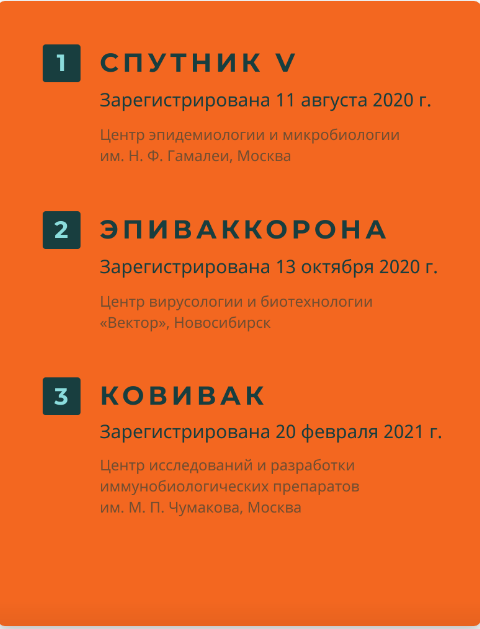 1 СПУТНИК V
Зарегистрирована 11 августа 2020 г.
Центр эпидемиологии и микробиологии
им. Н. Ф. Гамалеи, Москва
2 ЭПИВАККОРОНА
Зарегистрирована 13 октября 2020 г.
Центр вирусологии и биотехнологии
«Вектор», Новосибирск
3 КОВИВАК
Зарегистрирована 20 февраля 2021 г.
Центр исследований и разработки
иммунобиологических препаратов
им. М. П. Чумакова, Москва